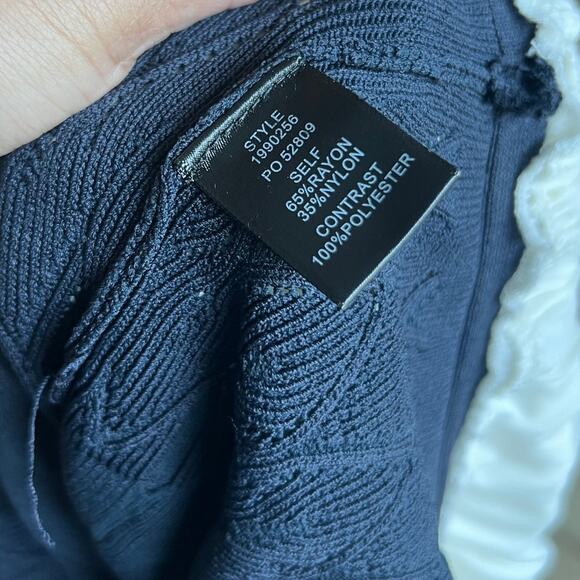 STYLE
1990256
PO 52809
SELF
65%RAYON
35%NYLON
CONTRAST
100%POLYESTER